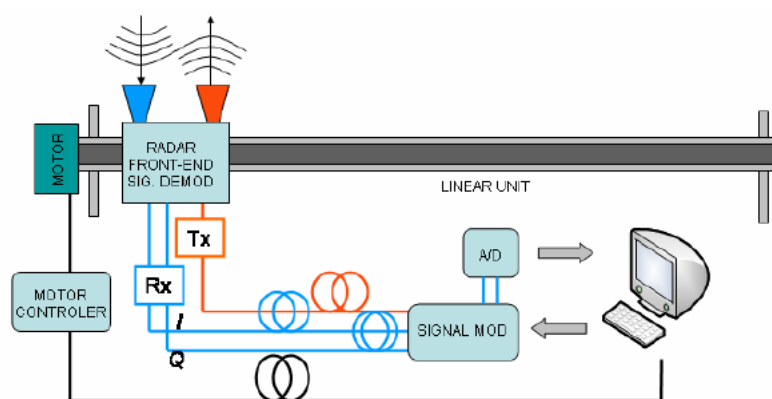 MOTOR
RADAR
FRONT-END
SIG. DEMOD
LINEAR UNIT
Tx
A/D
Rx
MOTOR
CONTROLER
I
SIGNAL MOD
Q